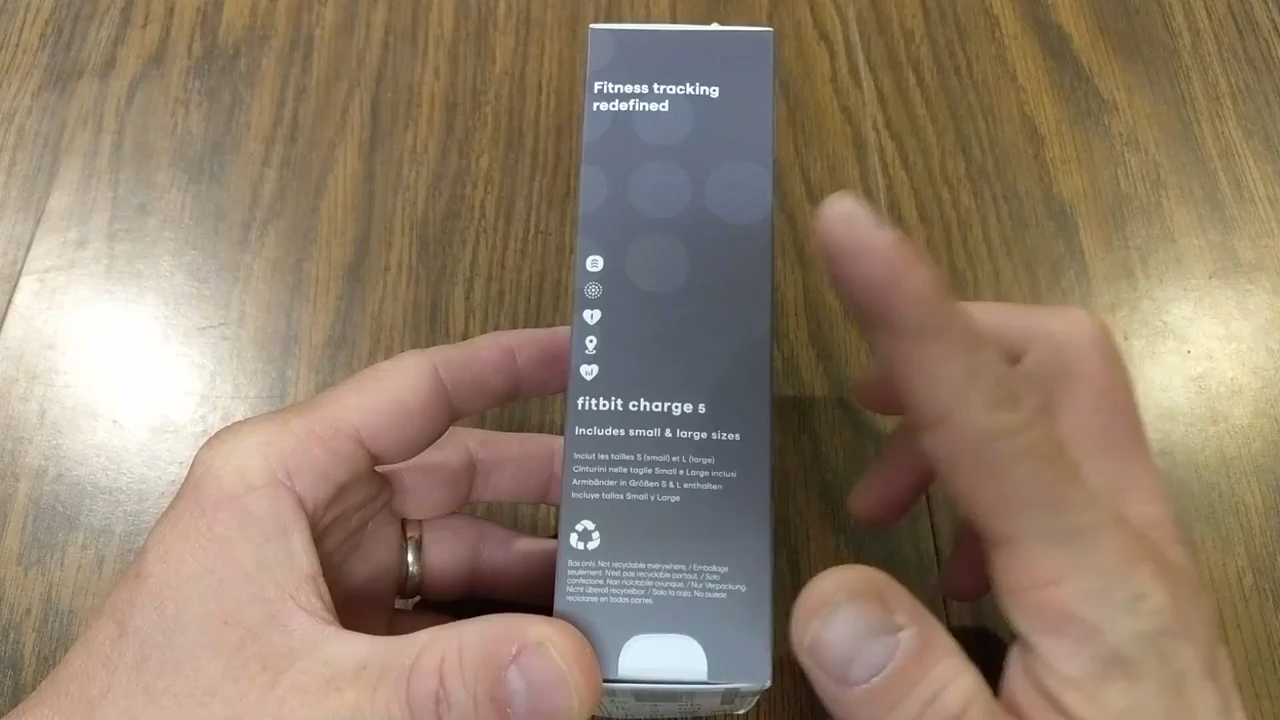 Fitness tracking
redefined
fitbit charge 5
Includes small & large sizes
Inclut les tailles S (small) et L (large)
Cinturini nelle taglie Small e Large inclusi
Armbänder in Größen S & L enthalten
Incluye tallas Small y Large
Box only. Not recyclable everywhere. / Emballage
seulement. N'est pas recyclable partout. / Solo
confezione. Non riciclabile ovunque. / Nur Verpackung.
Nicht überall recycelbar. / Solo la caja. No puede
reciclarse en todas partes.